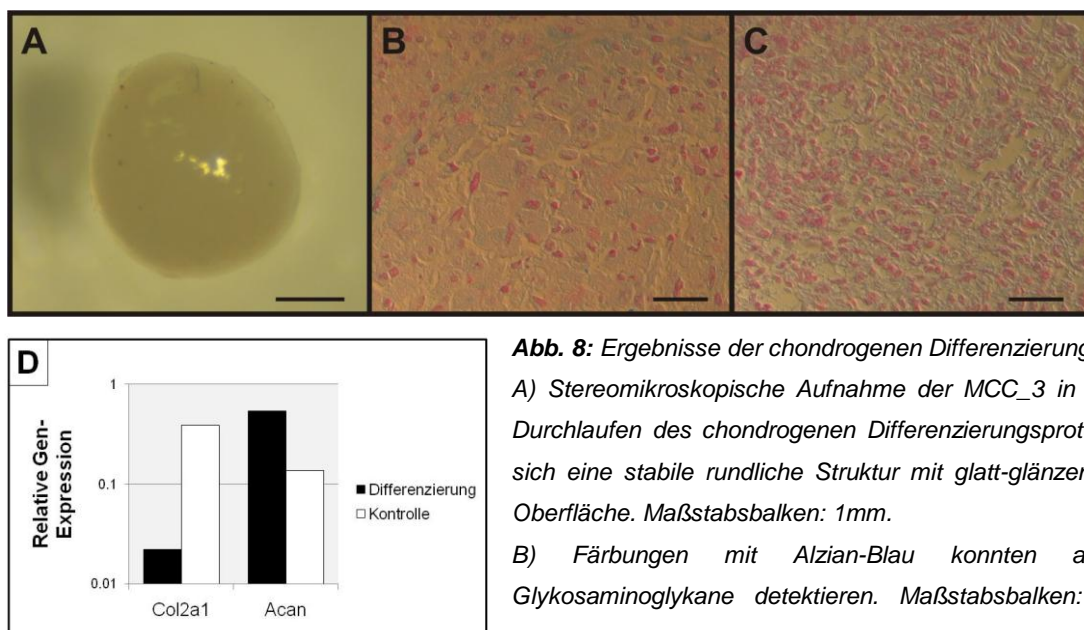 A
B
C
D
1
0.1
0.01
Relative Gen-
Expression
Col2a1
Acan
Differenzierung
Kontrolle
Abb. 8: Ergebnisse der chondrogenen Differenzierung
A) Stereomikroskopische Aufnahme der MCC_3 in
Durchlaufen des chondrogenen Differenzierungsprot
sich eine stabile rundliche Struktur mit glatt-glänzer
Oberfläche. Maßstabsbalken: 1mm.
B) Färbungen mit Alzian-Blau konnten a
Glykosaminoglykane detektieren. Maßstabsbalken: